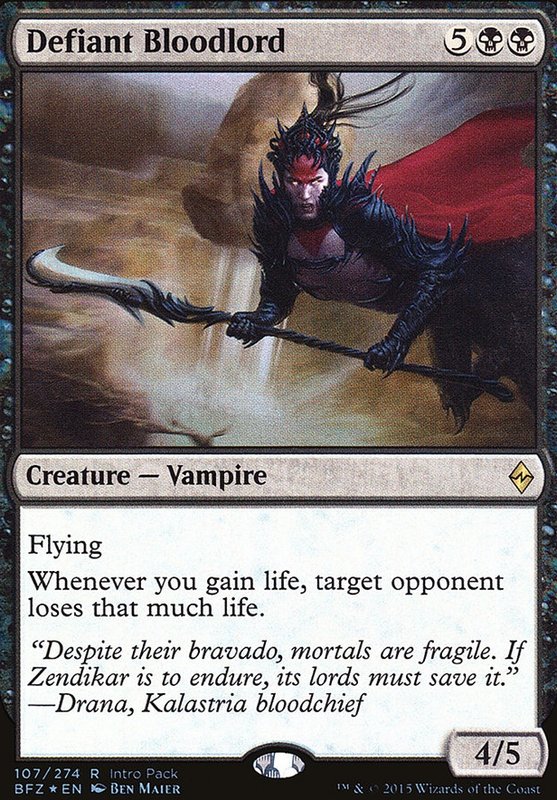 Defiant Bloodlord 5
Creature — Vampire
Flying
Whenever you gain life, target opponent
loses that much life.
“Despite their bravado, mortals are fragile. If
Zendikar is to endure, its lords must save it.”
—Drana, Kalastria bloodchief
4/5
107/274 R Intro Pack
BFZ ★ EN Ben Maier ™ & © 2015 Wizards of the Coast